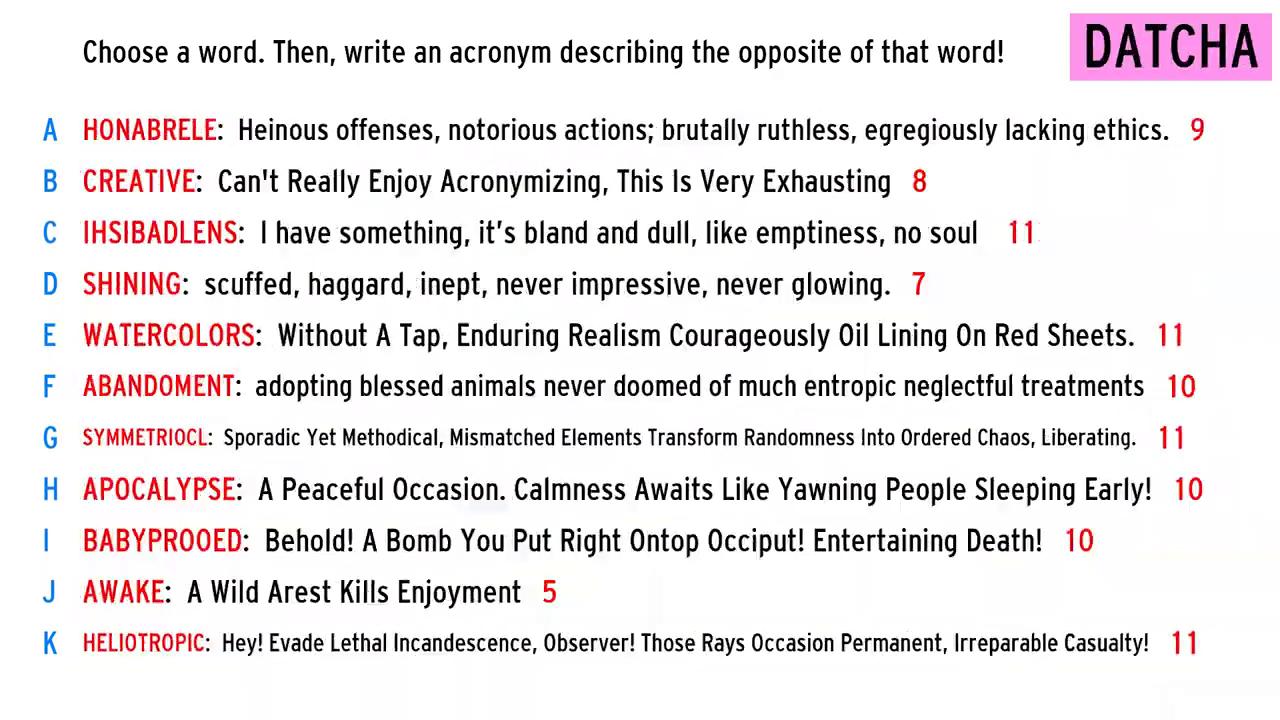 Choose a word. Then, write an acronym describing the opposite of that word!
DATCHA
A HONABRELE: Heinous offenses, notorious actions; brutally ruthless, egregiously lacking ethics. 9
B CREATIVE: Can't Really Enjoy Acronymizing, This Is Very Exhausting 8
C IHSIBADLENS: I have something, it’s bland and dull, like emptiness, no soul 11
D SHINING: scuffed, haggard, inept, never impressive, never glowing. 7
E WATERCOLORS: Without A Tap, Enduring Realism Courageously Oil Lining On Red Sheets. 11
F ABANDOMENT: adopting blessed animals never doomed of much entropic neglectful treatments 10
G SYMMETRIOCL: Sporadic Yet Methodical, Mismatched Elements Transform Randomness Into Ordered Chaos, Liberating. 11
H APOCALYPSE: A Peaceful Occasion. Calmness Awaits Like Yawning People Sleeping Early! 10
I BABYPROOED: Behold! A Bomb You Put Right Ontop Occiput! Entertaining Death! 10
J AWAKE: A Wild Arest Kills Enjoyment 5
K HELIOTROPIC: Hey! Evade Lethal Incandescence, Observer! Those Rays Occasion Permanent, Irreparable Casualty! 11